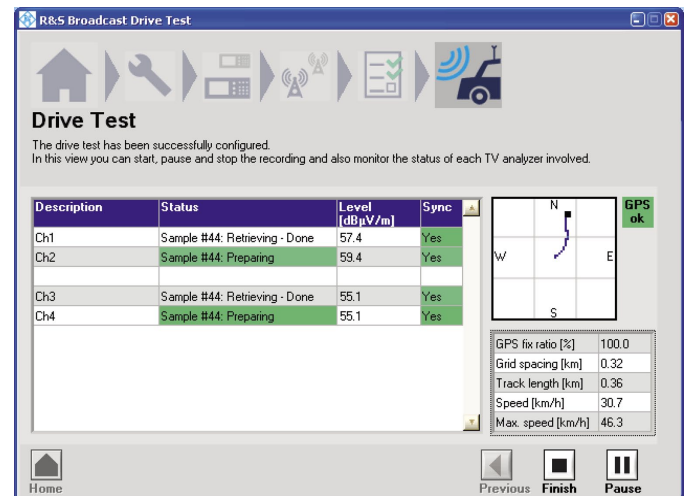 R&S Broadcast Drive Test
Drive Test
The drive test has been successfully configured.
In this view you can start, pause and stop the recording and also monitor the status of each TV analyzer involved.
Description Status Level [dBµV/m] Sync
Ch1 Sample #44: Retrieving - Done 57.4 Yes
Ch2 Sample #44: Preparing 59.4 Yes
Ch3 Sample #44: Retrieving - Done 55.1 Yes
Ch4 Sample #44: Preparing 55.1 Yes
N
W E
S
GPS
ok
GPS fix ratio [%] 100.0
Grid spacing [km] 0.32
Track length [km] 0.36
Speed [km/h] 30.7
Max. speed [km/h] 46.3
Home Previous Finish Pause